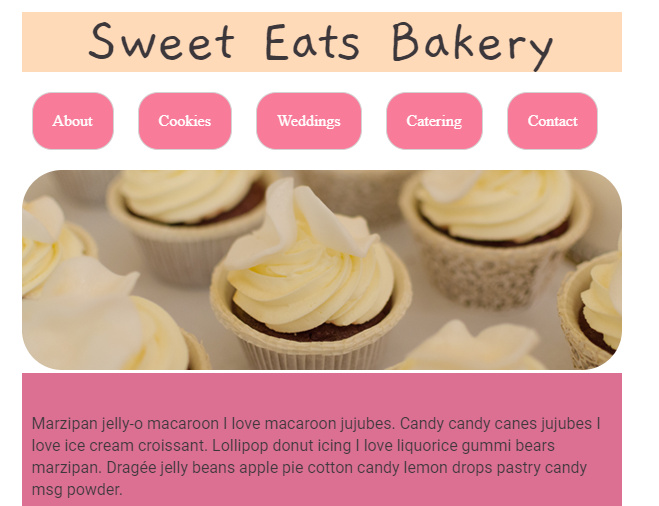 Sweet Eats Bakery
About Cookies Weddings Catering Contact
Marzipan jelly-o macaroon I love macaroon jujubes. Candy candy canes jujubes I
love ice cream croissant. Lollipop donut icing I love liquorice gummi bears
marzipan. Dragée jelly beans apple pie cotton candy lemon drops pastry candy
msg powder.